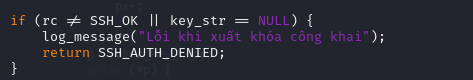 if (rc ≠ SSH_OK || key_str == NULL) {
log_message("Lỗi khi xuất khóa công khai");
return SSH_AUTH_DENIED;
}